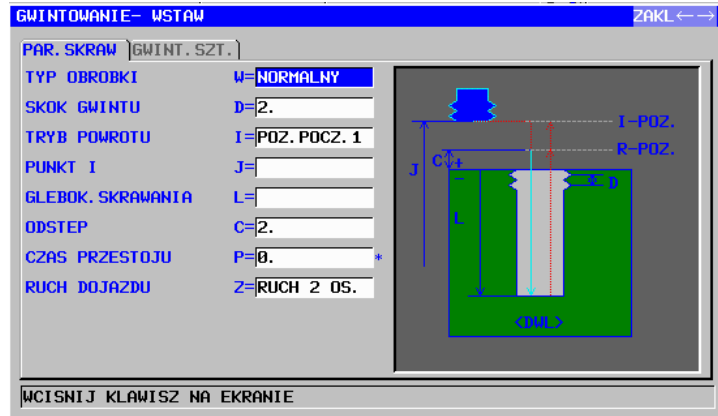 GWINTOWANIE- WSTAW ZAKL←→
PAR.SKRAW GWINT.SZT.
TYP OBROBKI W=NORMALNY
SKOK GWINTU D=2.
TRYB POWROTU I=POZ.POCZ.1
PUNKT I J=
GLEBOK.SKRAWANIA L=
ODSTEP C=2.
CZAS PRZESTOJU P=0. *
RUCH DOJAZDU Z=RUCH 2 OS.
I-POZ.
R-POZ.
C +
J
-
D
L
<DWL>
WCISNIJ KLAWISZ NA EKRANIE